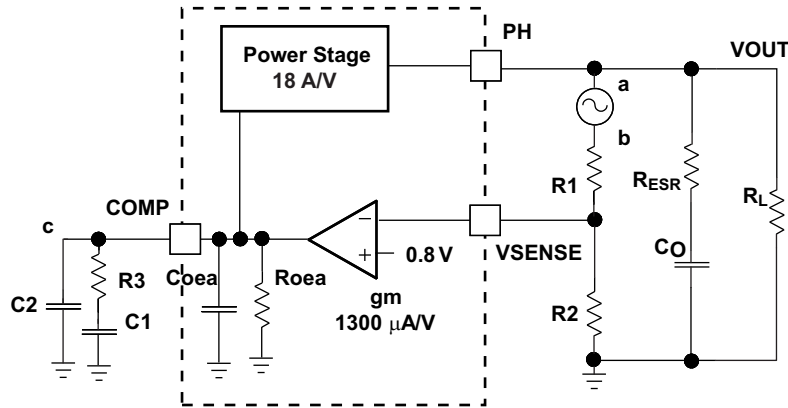 PH
VOUT
Power Stage
18 A/V
a
b
R1
RESR
RL
COMP
c
VSENSE
0.8 V
R3
Coea
Roea
CO
C2
C1
gm
1300 μA/V
R2